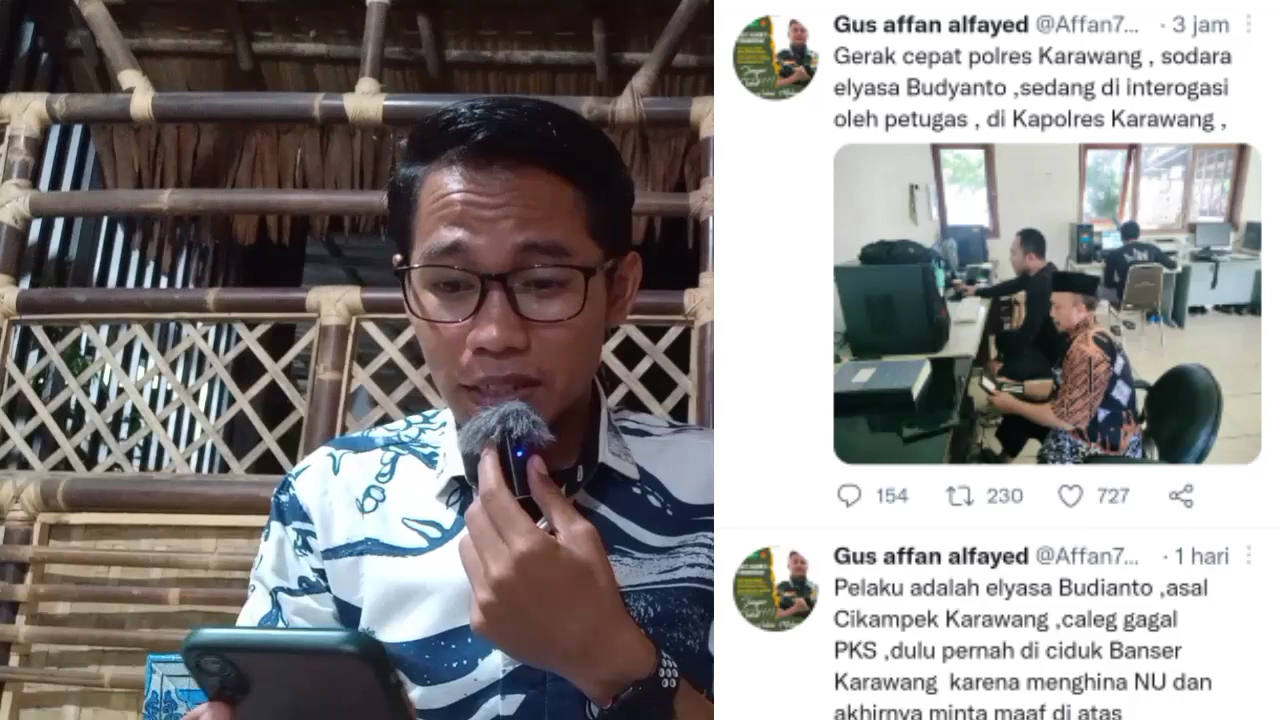 Gus affan alfayed @Affan7... · 3 jam
Gerak cepat polres Karawang , sodara
elyasa Budyanto ,sedang di interogasi
oleh petugas , di Kapolres Karawang ,
154 230 727
Gus affan alfayed @Affan7... · 1 hari
Pelaku adalah elyasa Budianto ,asal
Cikampek Karawang ,caleg gagal
PKS ,dulu pernah di ciduk Banser
Karawang karena menghina NU dan
akhirnya minta maaf di atas